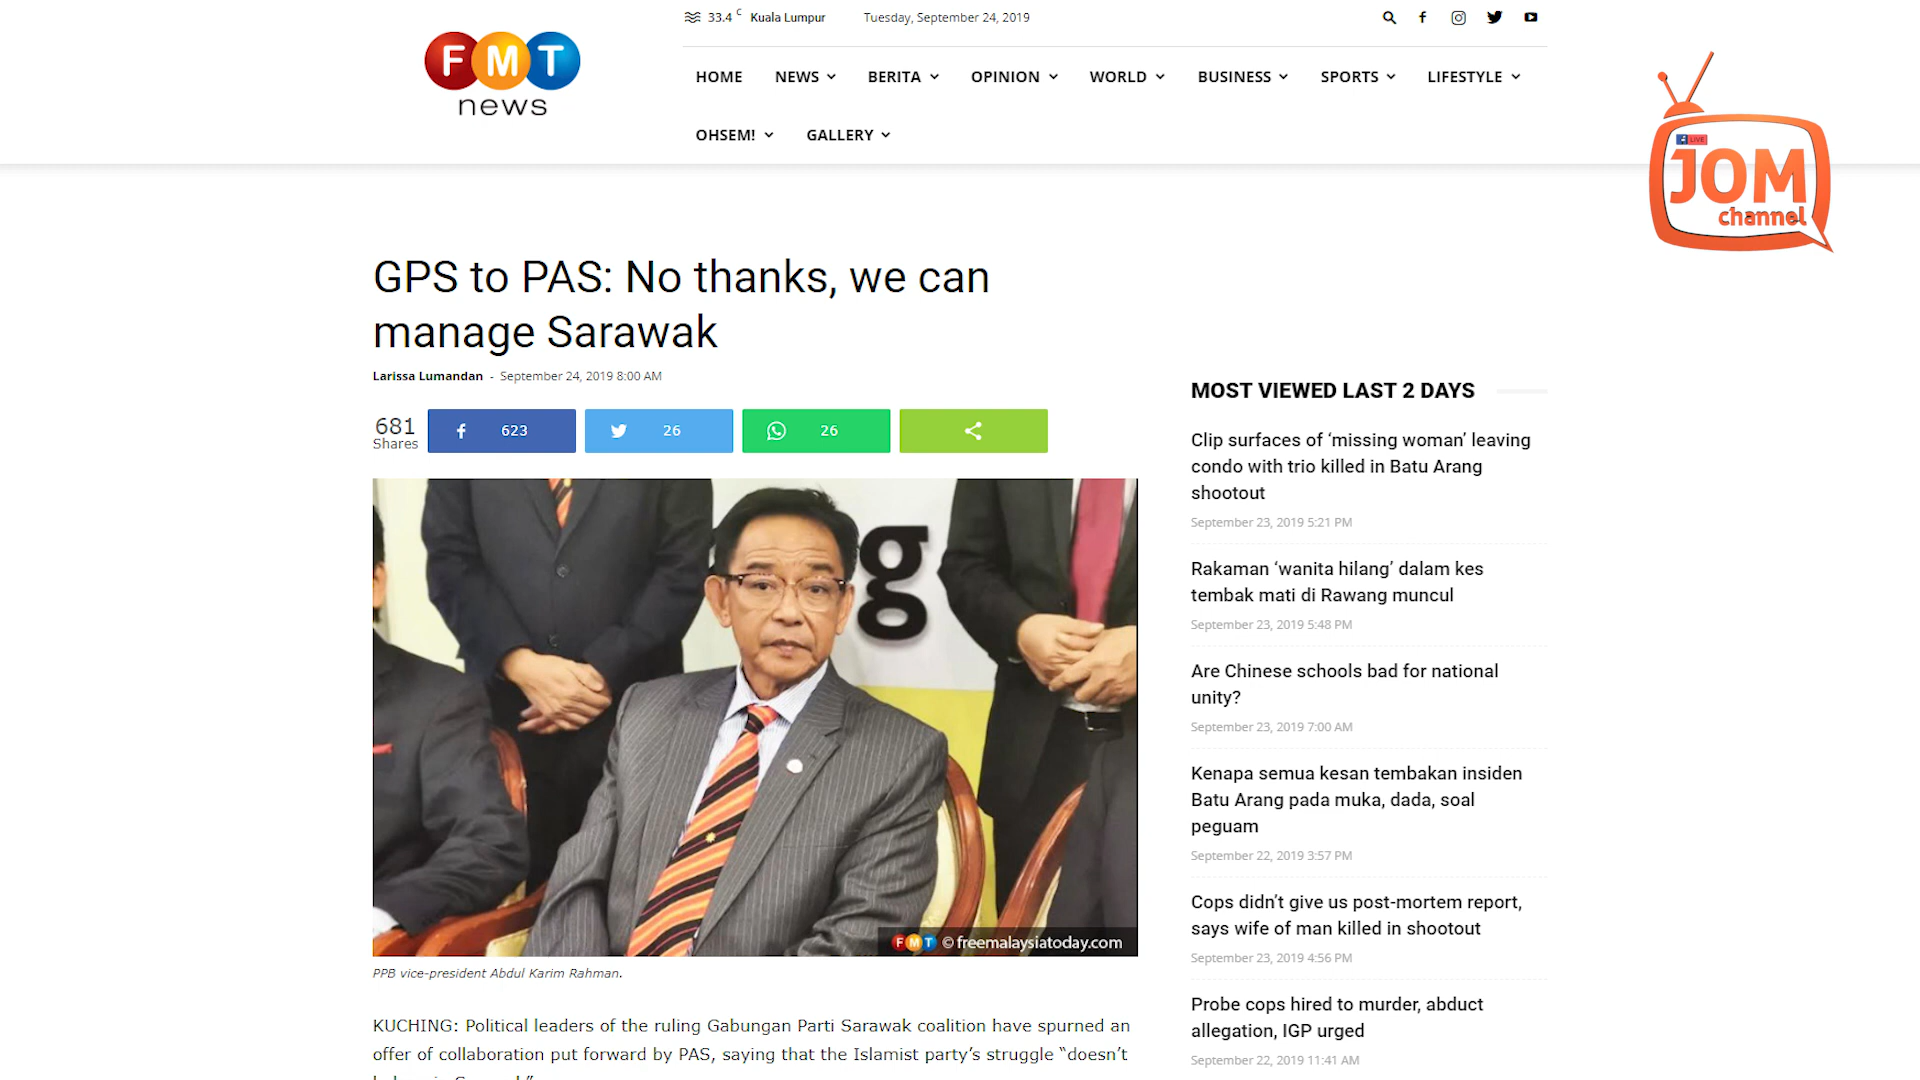 33.4 C Kuala Lumpur Tuesday, September 24, 2019
FMT
news
HOME NEWS BERITA OPINION WORLD BUSINESS SPORTS LIFESTYLE
OHSEM! GALLERY
LIVE
JOM
channel
GPS to PAS: No thanks, we can
manage Sarawak
Larissa Lumandan - September 24, 2019 8:00 AM
681
Shares
623
26
26
g
FMT © freemalaysiatoday.com
PPB vice-president Abdul Karim Rahman.
KUCHING: Political leaders of the ruling Gabungan Parti Sarawak coalition have spurned an
offer of collaboration put forward by PAS, saying that the Islamist party’s struggle “doesn’t
MOST VIEWED LAST 2 DAYS
Clip surfaces of ‘missing woman’ leaving
condo with trio killed in Batu Arang
shootout
September 23, 2019 5:21 PM
Rakaman ‘wanita hilang’ dalam kes
tembak mati di Rawang muncul
September 23, 2019 5:48 PM
Are Chinese schools bad for national
unity?
September 23, 2019 7:00 AM
Kenapa semua kesan tembakan insiden
Batu Arang pada muka, dada, soal
peguam
September 22, 2019 3:57 PM
Cops didn’t give us post-mortem report,
says wife of man killed in shootout
September 23, 2019 4:56 PM
Probe cops hired to murder, abduct
allegation, IGP urged
September 22, 2019 11:41 AM